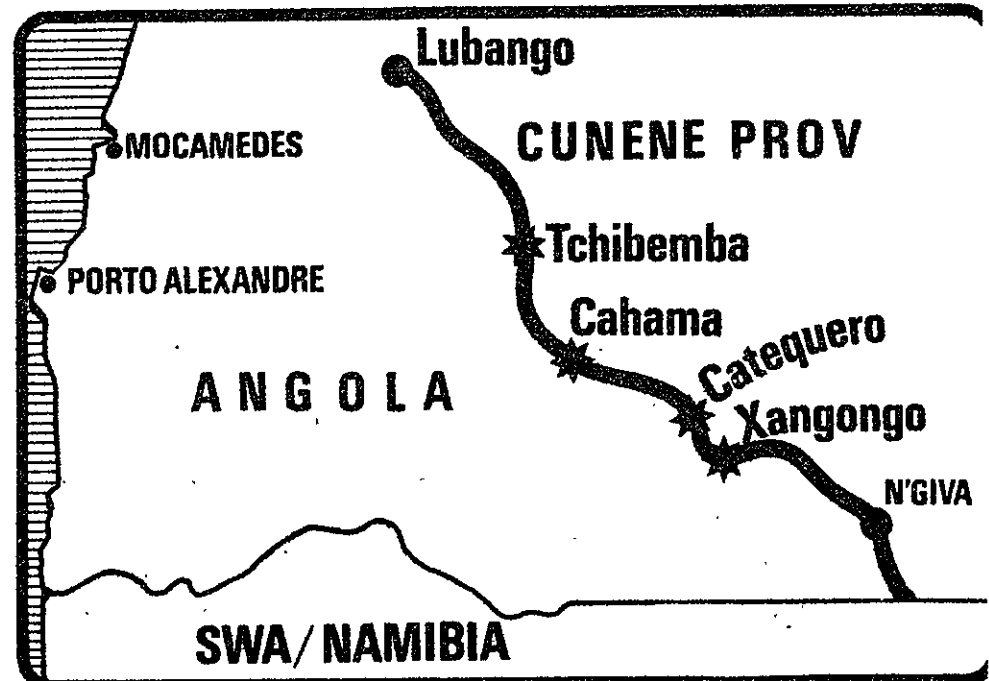 Lubango
CUNENE PROV
MOCAMEDES
Tchibemba
PORTO ALEXANDRE
Cahama
Catequero
ANGOLA
Xangongo
N'GIVA
SWA/NAMIBIA